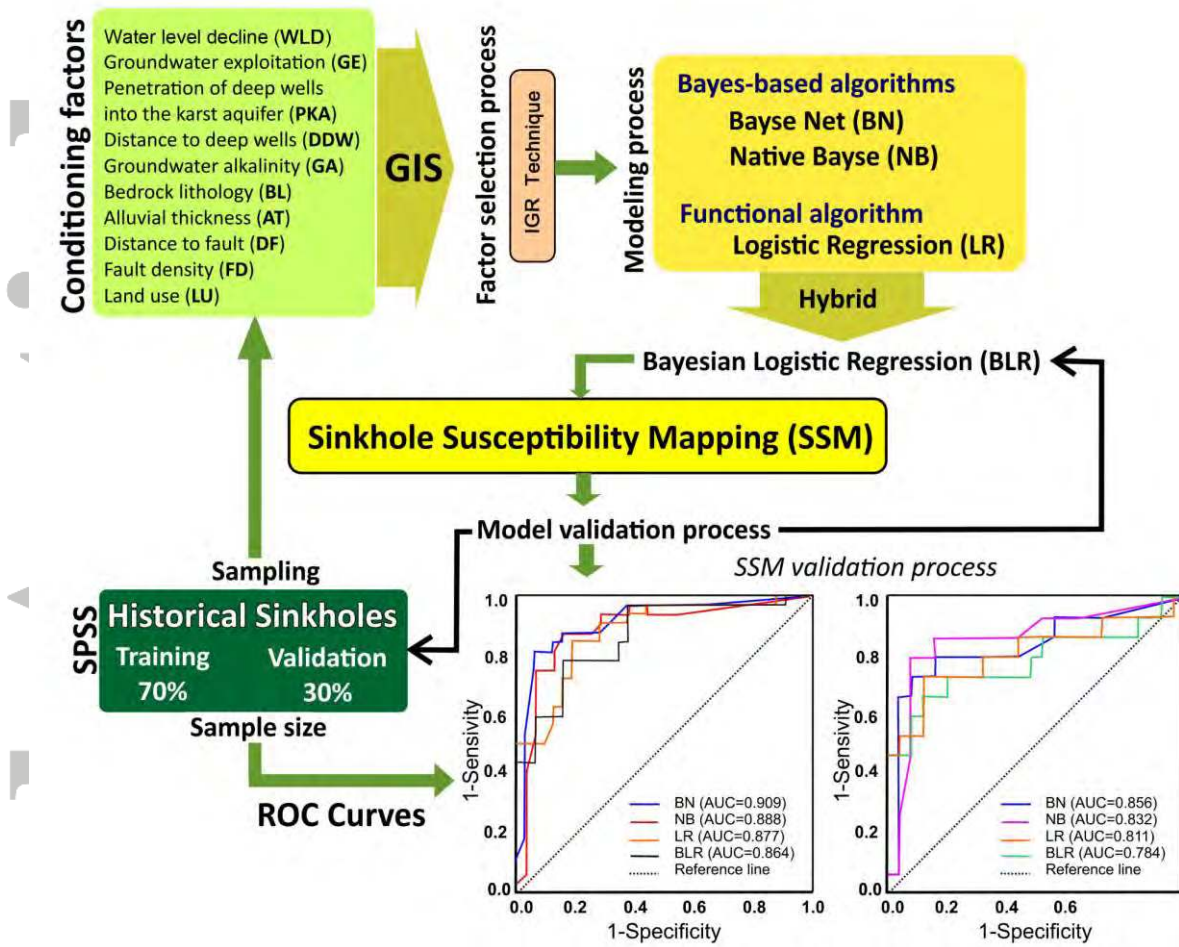 Conditioning factors
Water level decline (WLD)
Groundwater exploitation (GE)
Penetration of deep wells
into the karst aquifer (PKA)
Distance to deep wells (DDW)
Groundwater alkalinity (GA)
Bedrock lithology (BL)
Alluvial thickness (AT)
Distance to fault (DF)
Fault density (FD)
Land use (LU)
GIS
Factor selection process
IGR Technique
Modeling process
Bayes-based algorithms
Bayse Net (BN)
Native Bayse (NB)
Functional algorithm
Logistic Regression (LR)
Hybrid
Bayesian Logistic Regression (BLR)
Sinkhole Susceptibility Mapping (SSM)
Model validation process
SSM validation process
Sampling
SPSS
Historical Sinkholes
Training Validation
70% 30%
Sample size
ROC Curves
1-Sensivity
1.0
0.8
0.6
0.4
0.2
0.0
BN (AUC=0.909)
NB (AUC=0.888)
LR (AUC=0.877)
BLR (AUC=0.864)
Reference line
0.0 0.2 0.4 0.6 0.8 1.0
1-Specificity
1-Sensivity
1.0
0.8
0.6
0.4
0.2
0.0
BN (AUC=0.856)
NB (AUC=0.832)
LR (AUC=0.811)
BLR (AUC=0.784)
Reference line
0.0 0.2 0.4 0.6
1-Specificity